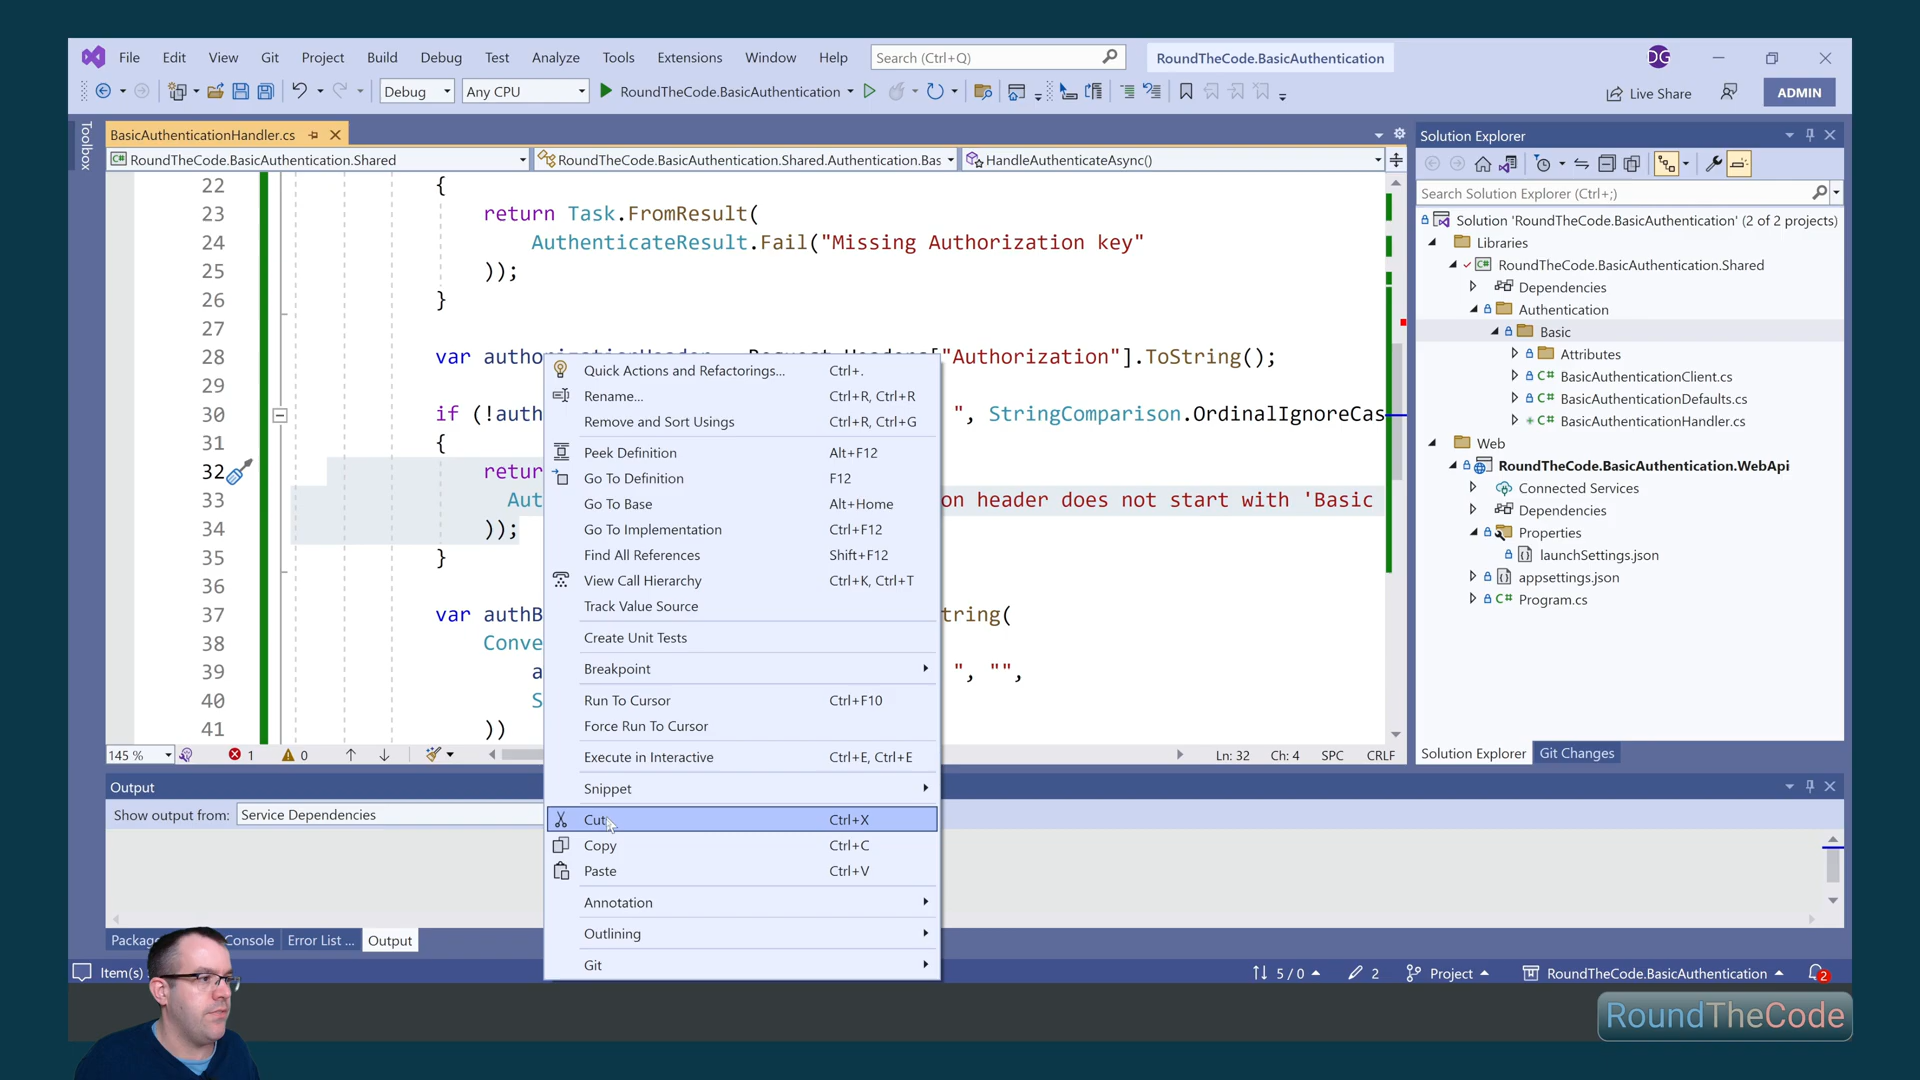 File Edit View Git Project Build Debug Test Analyze Tools Extensions Window Help Search (Ctrl+Q) RoundTheCode.BasicAuthentication DG
Debug Any CPU RoundTheCode.BasicAuthentication Live Share ADMIN
Toolbox
BasicAuthenticationHandler.cs
RoundTheCode.BasicAuthentication.Shared RoundTheCode.BasicAuthentication.Shared.Authentication.Bas HandleAuthenticateAsync()
22 {
23 return Task.FromResult(
24 AuthenticateResult.Fail("Missing Authorization key"
25 ));
26 }
27
28 var authorizationHeader = Request.Headers["Authorization"].ToString();
29
30 if (!auth ", StringComparison.OrdinalIgnoreCas
31 {
32 retur
33 Aut on header does not start with 'Basic
34 ));
35 }
36
37 var authB tring(
38 Conve
39 a ", "",
40 S
41 ))
145 % 1 0 Ln: 32 Ch: 4 SPC CRLF
Quick Actions and Refactorings... Ctrl+.
Rename... Ctrl+R, Ctrl+R
Remove and Sort Usings Ctrl+R, Ctrl+G
Peek Definition Alt+F12
Go To Definition F12
Go To Base Alt+Home
Go To Implementation Ctrl+F12
Find All References Shift+F12
View Call Hierarchy Ctrl+K, Ctrl+T
Track Value Source
Create Unit Tests
Breakpoint
Run To Cursor Ctrl+F10
Force Run To Cursor
Execute in Interactive Ctrl+E, Ctrl+E
Snippet
Cut Ctrl+X
Copy Ctrl+C
Paste Ctrl+V
Annotation
Outlining
Git
Output
Show output from: Service Dependencies
Packag Console Error List ... Output
Solution Explorer
Search Solution Explorer (Ctrl+;)
Solution 'RoundTheCode.BasicAuthentication' (2 of 2 projects)
Libraries
RoundTheCode.BasicAuthentication.Shared
Dependencies
Authentication
Basic
Attributes
C# BasicAuthenticationClient.cs
C# BasicAuthenticationDefaults.cs
C# BasicAuthenticationHandler.cs
Web
RoundTheCode.BasicAuthentication.WebApi
Connected Services
Dependencies
Properties
launchSettings.json
appsettings.json
C# Program.cs
Solution Explorer Git Changes
Item(s) 5 / 0 2 Project RoundTheCode.BasicAuthentication 2
RoundTheCode